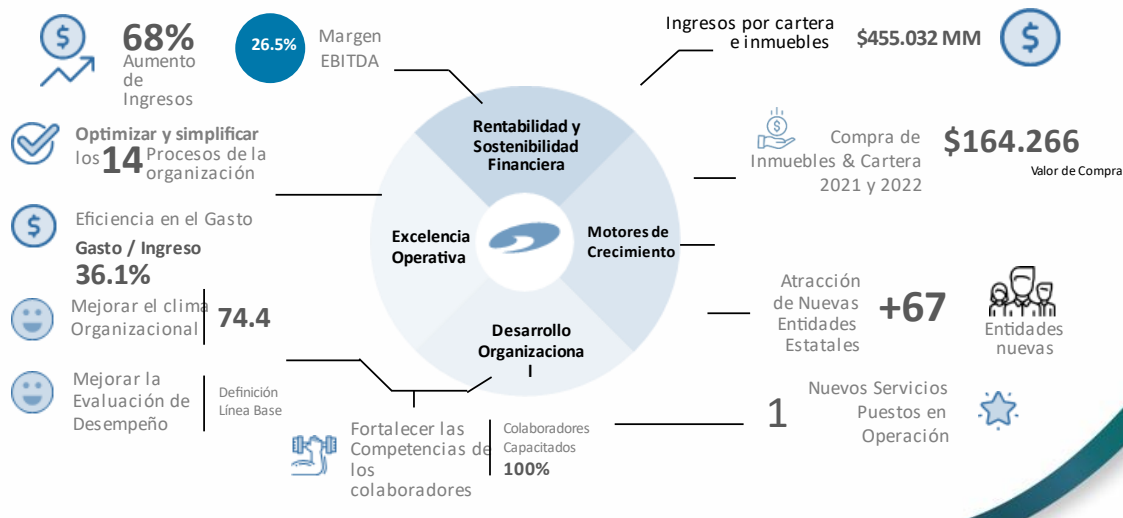 68%
Aumento
de
Ingresos
26.5%
Margen
EBITDA
Ingresos por cartera
e inmuebles
$455.032 MM
Optimizar y simplificar
los 14 Procesos de la
organización
Rentabilidad y
Sostenibilidad
Financiera
Compra de
Inmuebles & Cartera
2021 y 2022
$164.266
Valor de Compra
Eficiencia en el Gasto
Gasto / Ingreso
36.1%
Excelencia
Operativa
Motores de
Crecimiento
Mejorar el clima
Organizacional
74.4
Atracción
de Nuevas
Entidades
Estatales
+67
Entidades
nuevas
Desarrollo
Organizaciona
l
Mejorar la
Evaluación de
Desempeño
Definición
Línea Base
1
Nuevos Servicios
Puestos en
Operación
Fortalecer las
Competencias de
los
colaboradores
Colaboradores
Capacitados
100%